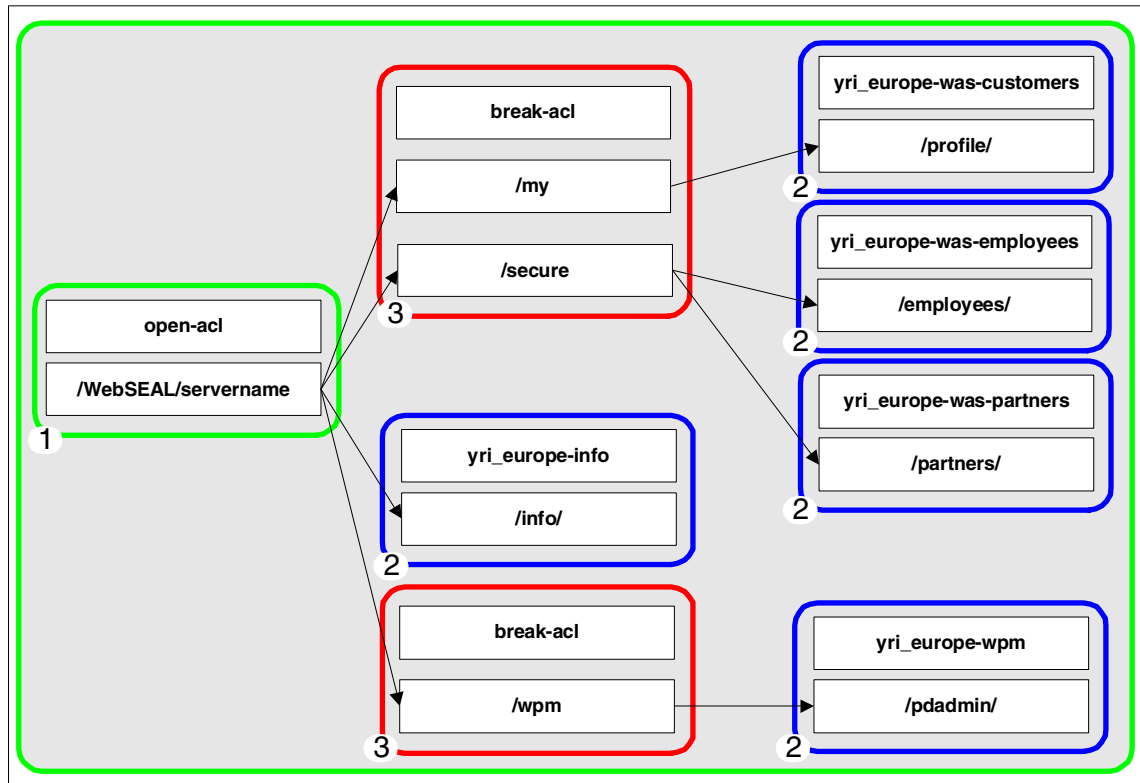 open-acl
/WebSEAL/servername
1
break-acl
/my
/secure
3
yri_europe-info
/info/
2
break-acl
/wpm
3
yri_europe-was-customers
/profile/
2
yri_europe-was-employees
/employees/
2
yri_europe-was-partners
/partners/
2
yri_europe-wpm
/pdadmin/
2